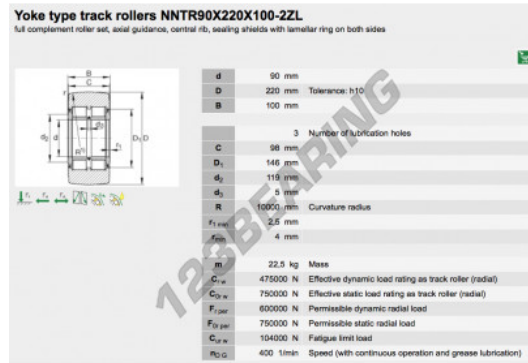 Yoke type track rollers NNTR90X220X100-2ZL
full complement roller set, axial guidance, central rib, sealing shields with lamellar ring on both sides
B
C
r
d₂ d D₁ D
R
d 90 mm
D 220 mm Tolerance: h10
B 100 mm
3 Number of lubrication holes
C 98 mm
D₁ 146 mm
d₂ 119 mm
d₃ 5 mm
R 10000 mm Curvature radius
r₁ min 2,5 mm
rmin 4 mm
m 22,5 kg Mass
Cr w 475000 N Effective dynamic load rating as track roller (radial)
C0r w 750000 N Effective static load rating as track roller (radial)
Fr per 600000 N Permissible dynamic radial load
F0r per 750000 N Permissible static radial load
Cur w 104000 N Fatigue limit load
nD G 400 1/min Speed (with continuous operation and grease lubrication)
123BEARING